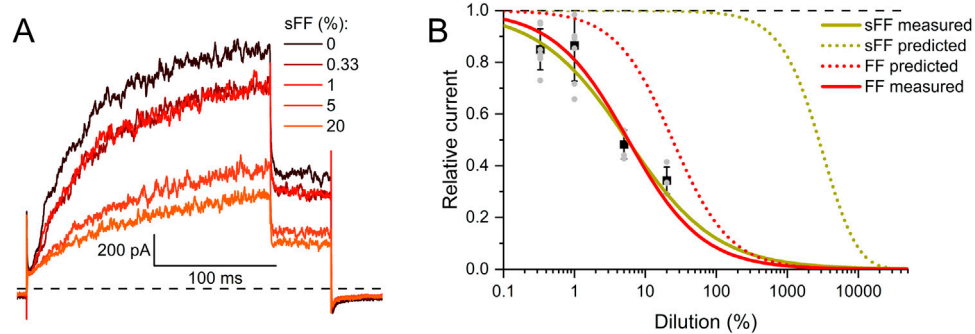 A
sFF (%):
0
0.33
1
5
20
200 pA
100 ms
B
Relative current
1.0
0.8
0.6
0.4
0.2
0.0
sFF measured
sFF predicted
FF predicted
FF measured
0.1
1
10
100
1000
10000
Dilution (%)